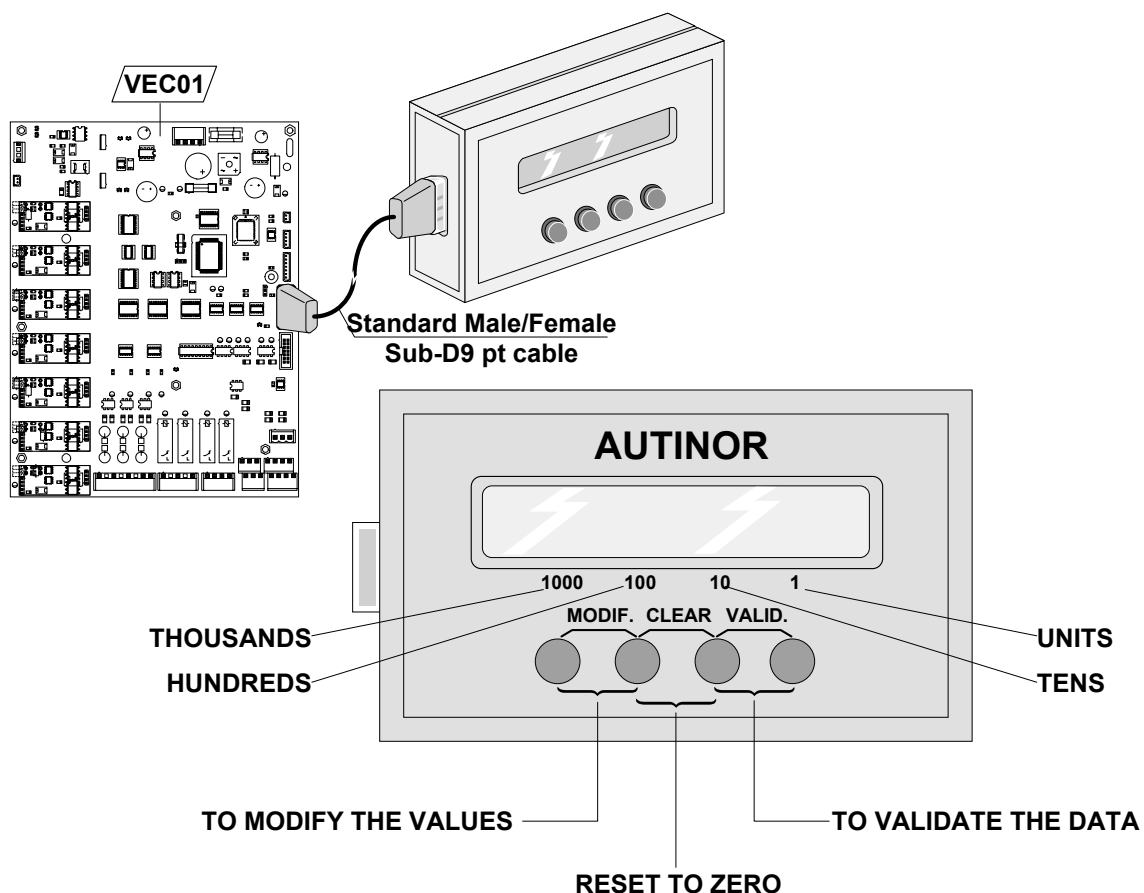 VEC01
Standard Male/Female
Sub-D9 pt cable
AUTINOR
1000 100 10 1
MODIF. CLEAR VALID.
THOUSANDS
UNITS
HUNDREDS
TENS
TO MODIFY THE VALUES
TO VALIDATE THE DATA
RESET TO ZERO